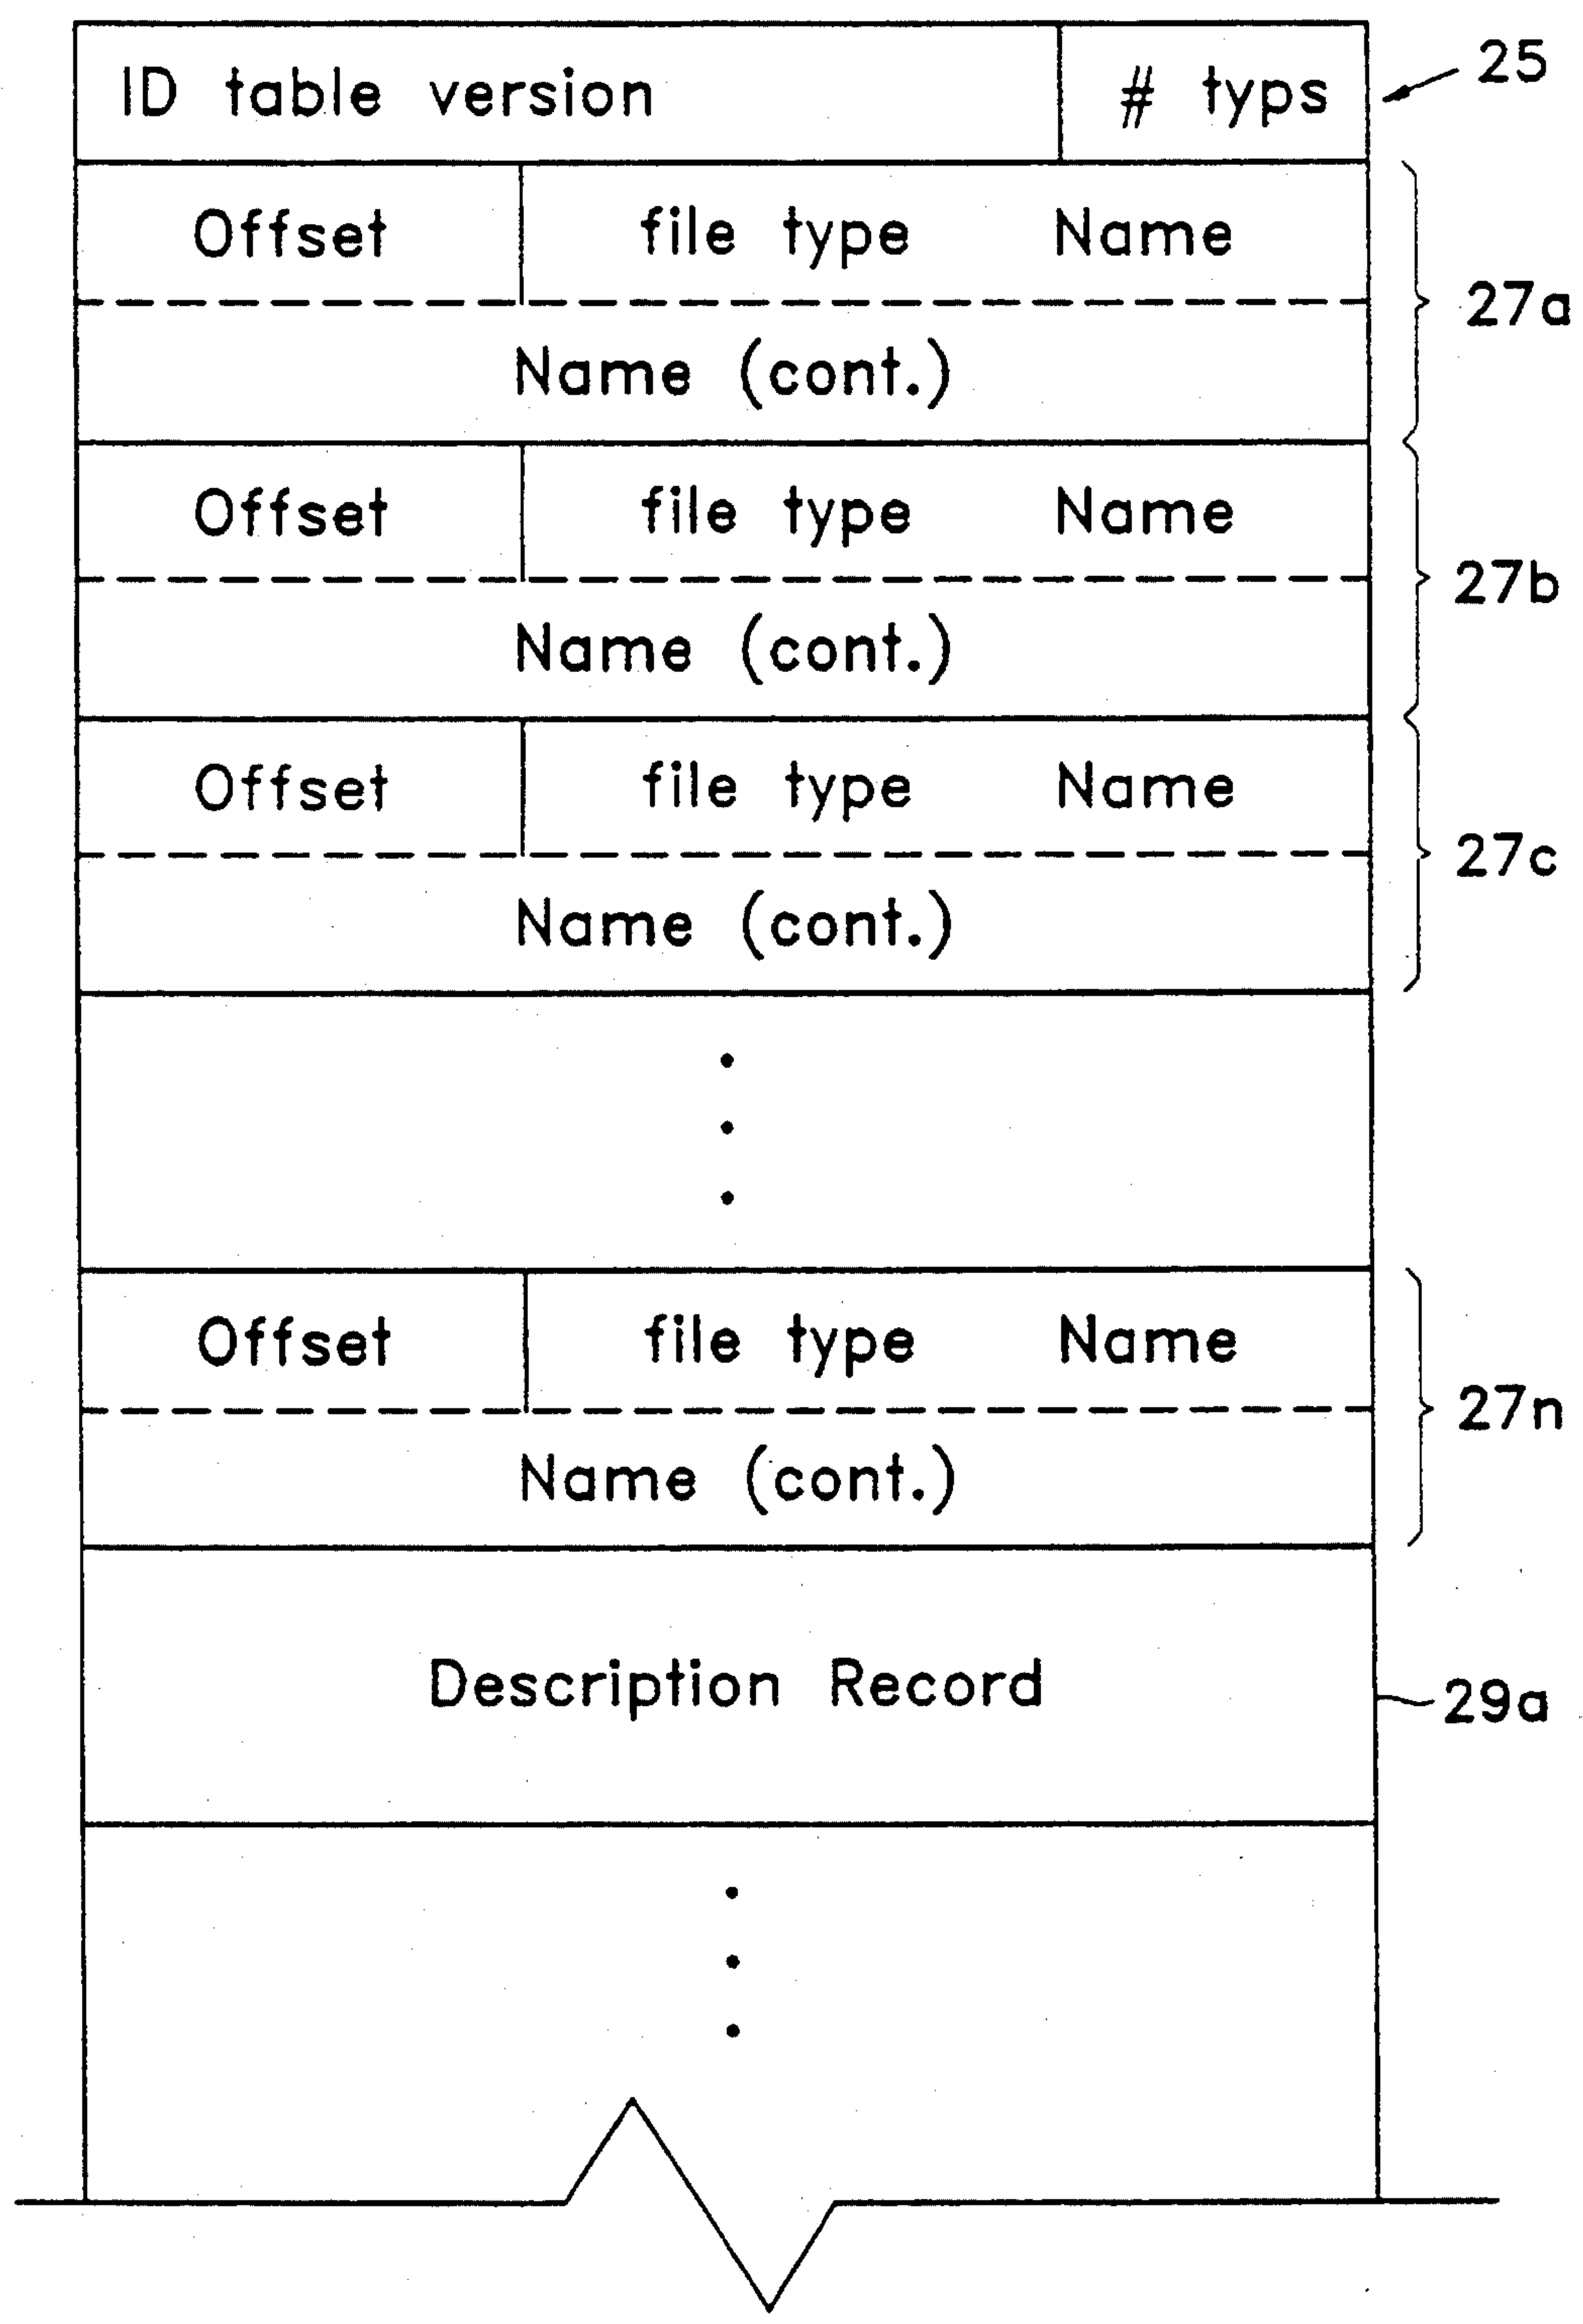 ID table version # typs 25
Offset file type Name
27a
Name (cont.)
Offset file type Name
27b
Name (cont.)
Offset file type Name
27c
Name (cont.)
Offset file type Name
27n
Name (cont.)
Description Record 29a